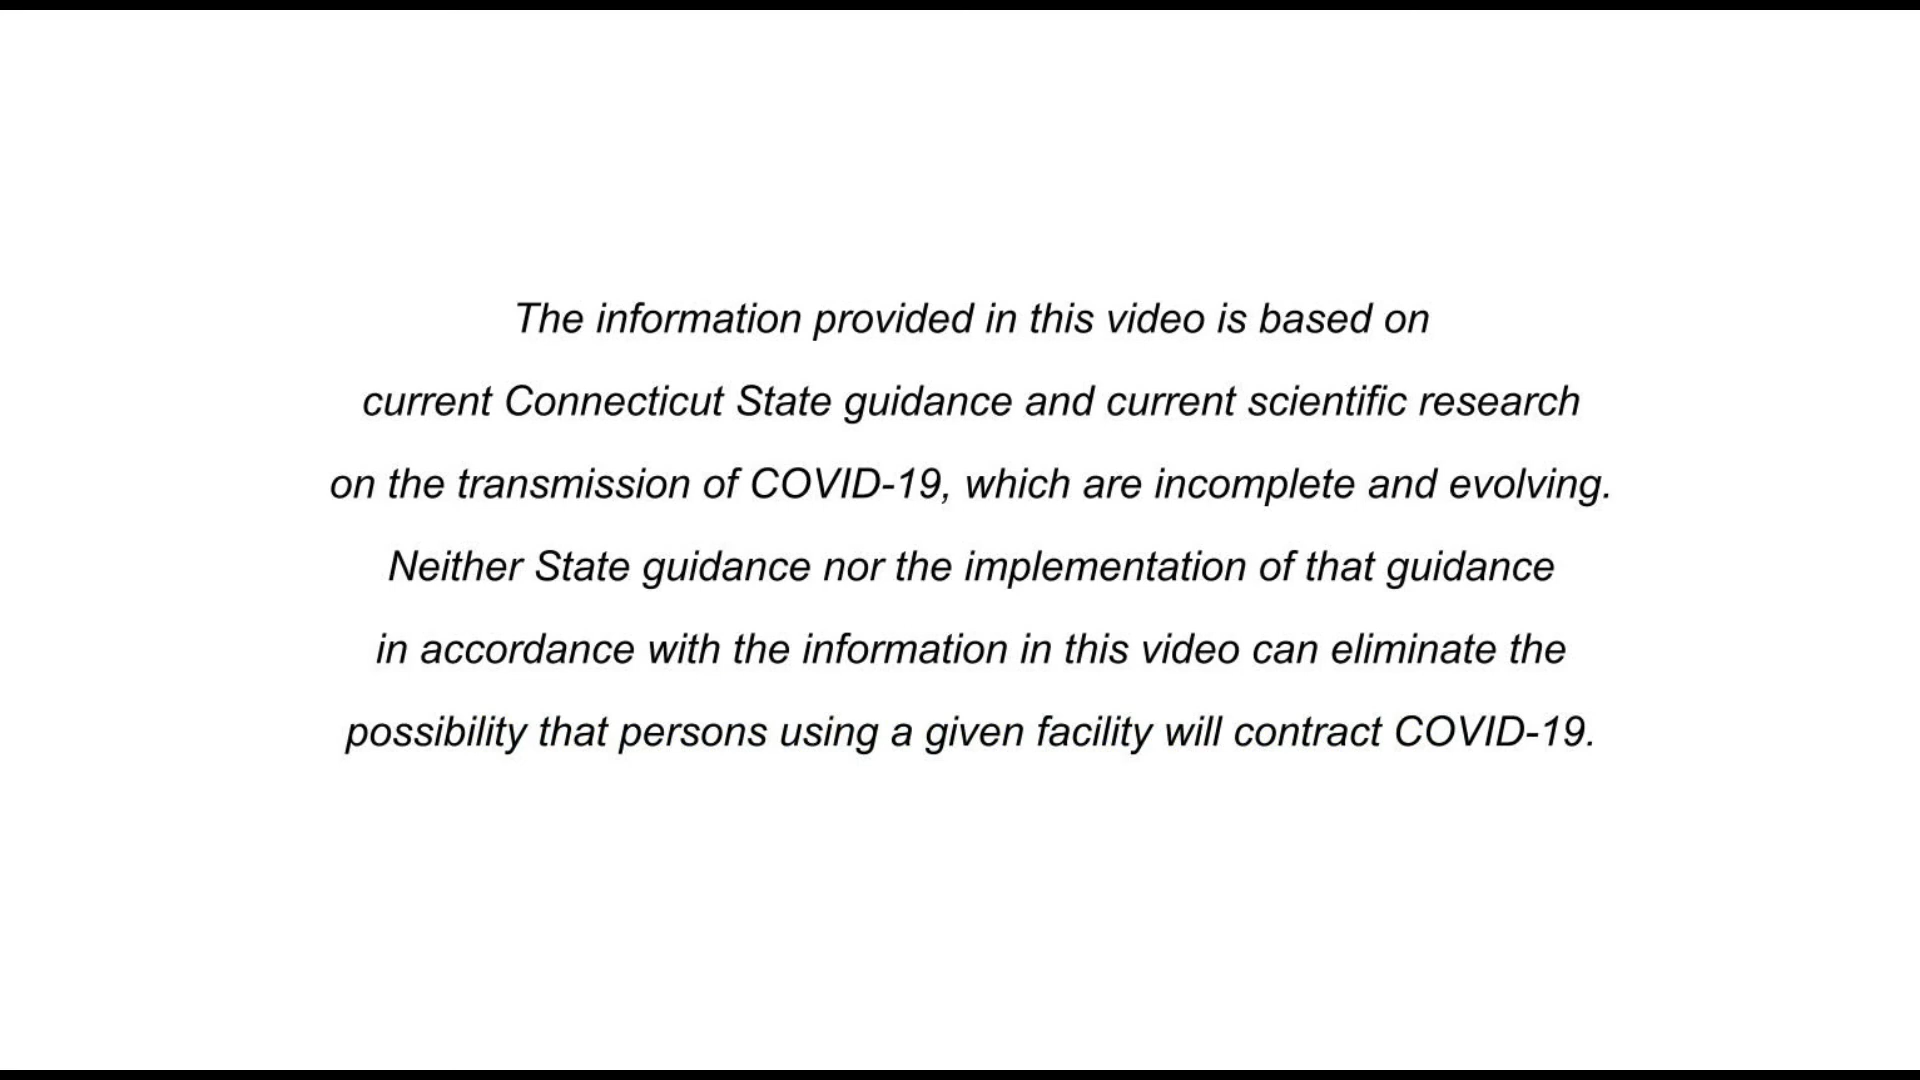 The information provided in this video is based on
current Connecticut State guidance and current scientific research
on the transmission of COVID-19, which are incomplete and evolving.
Neither State guidance nor the implementation of that guidance
in accordance with the information in this video can eliminate the
possibility that persons using a given facility will contract COVID-19.